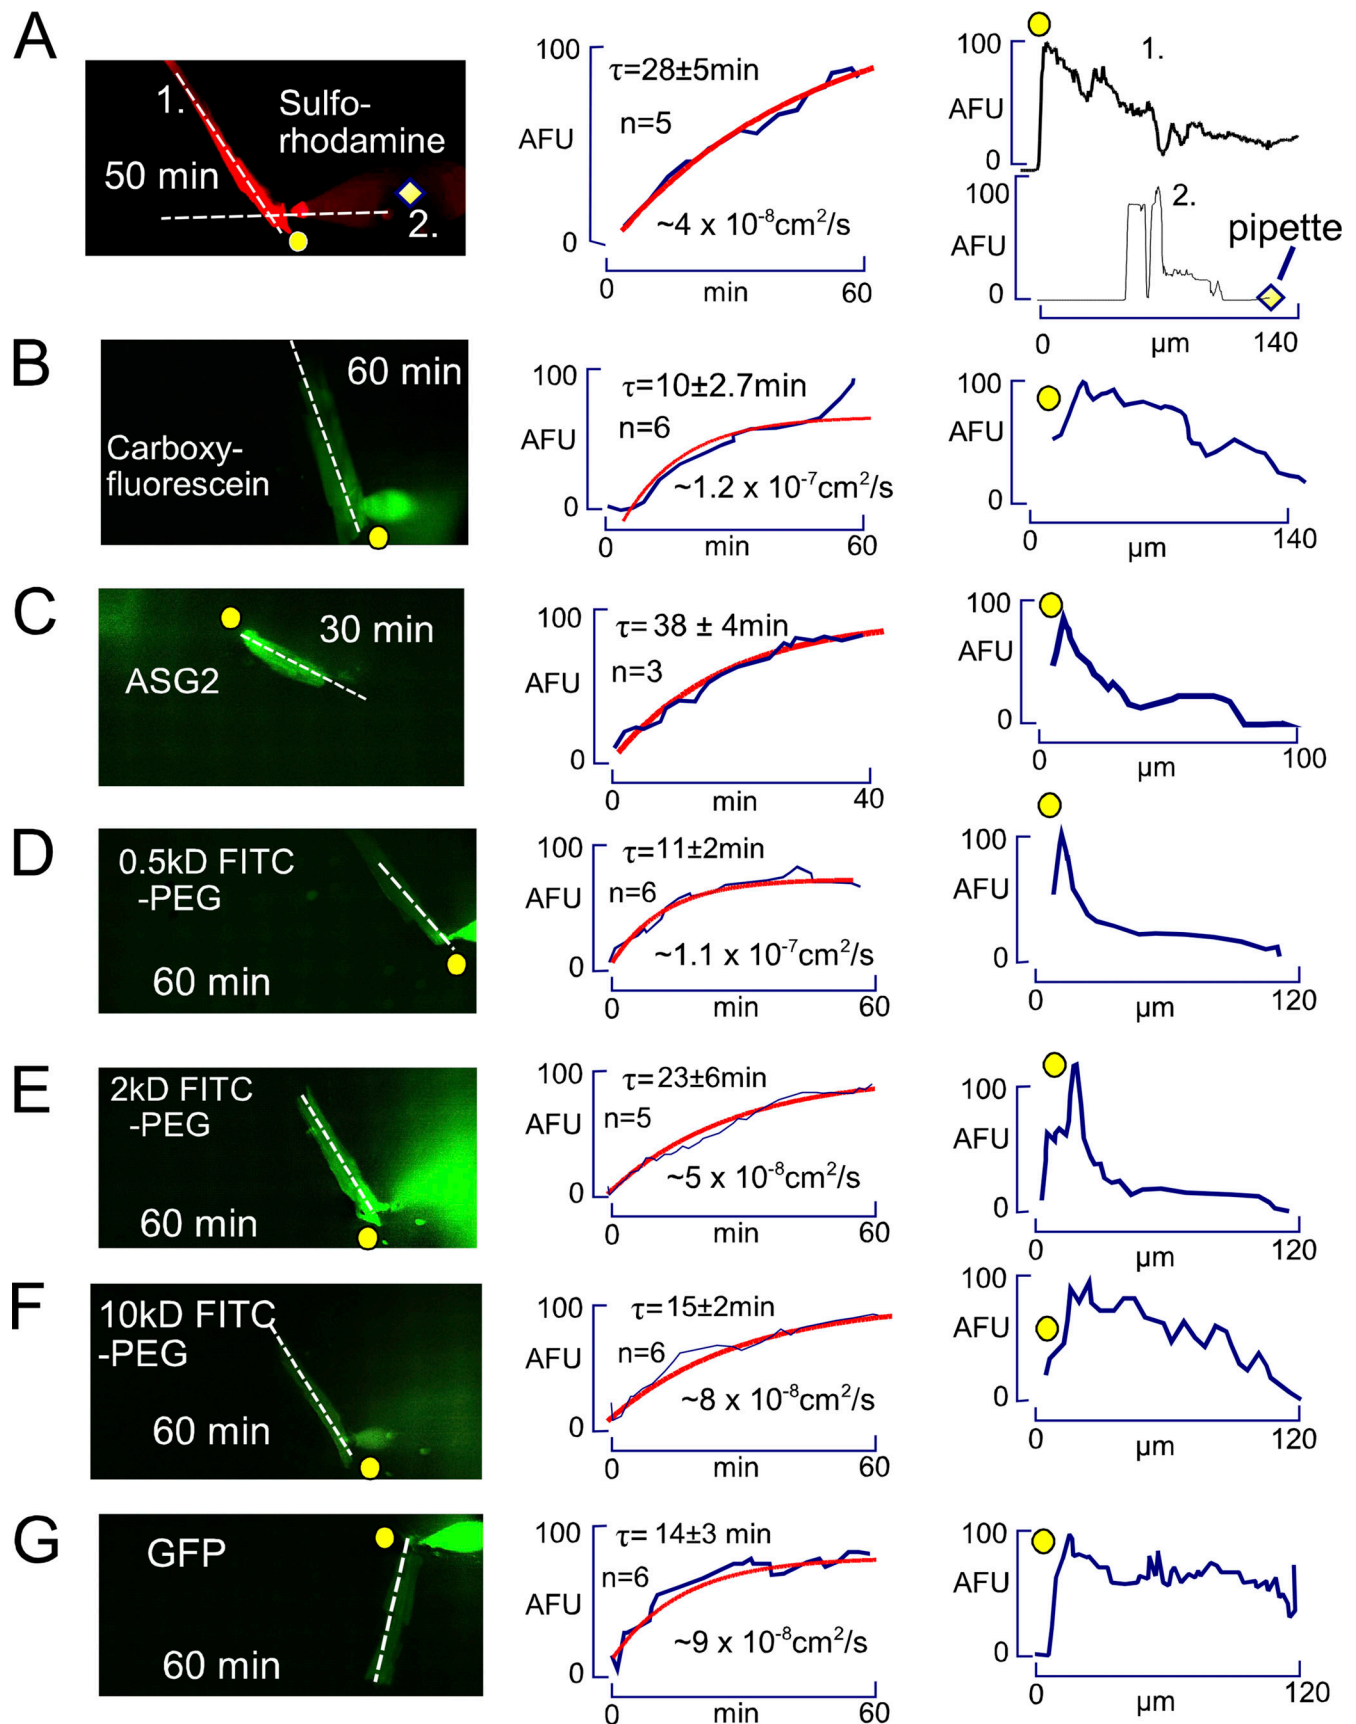 A
1.
Sulfo-
rhodamine
50 min
2.
100
AFU
0
τ=28±5min
n=5
~4 x 10⁻⁸cm²/s
0 min 60
100
AFU
0
1.
100
AFU
0
2.
pipette
0 µm 140
B
60 min
Carboxy-
fluorescein
100
AFU
0
τ=10±2.7min
n=6
~1.2 x 10⁻⁷cm²/s
0 min 60
100
AFU
0
0 µm 140
C
30 min
ASG2
100
AFU
0
τ= 38 ± 4min
n=3
0 min 40
100
AFU
0
0 µm 100
D
0.5kD FITC
-PEG
60 min
100
AFU
0
τ=11±2min
n=6
~1.1 x 10⁻⁷cm²/s
0 min 60
100
AFU
0
0 µm 120
E
2kD FITC
-PEG
60 min
100
AFU
0
τ=23±6min
n=5
~5 x 10⁻⁸cm²/s
0 min 60
100
AFU
0
0 µm 120
F
10kD FITC
-PEG
60 min
100
AFU
0
τ=15±2min
n=6
~8 x 10⁻⁸cm²/s
0 min 60
100
AFU
0
0 µm 120
G
GFP
60 min
100
AFU
0
τ= 14±3 min
n=6
~9 x 10⁻⁸cm²/s
0 min 60
100
AFU
0
0 µm 120